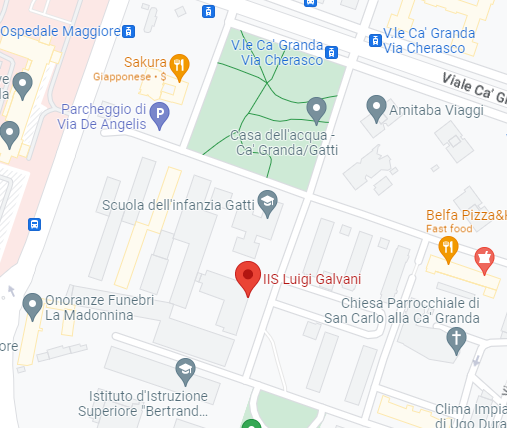 Ospedale Maggiore
V.le Ca' Granda
Via Cherasco
V.le Ca' Granda
Via Cherasco
Sakura
Giapponese • $
Viale Ca' G
Parcheggio di
Via De Angelis
Amitaba Viaggi
Casa dell'acqua -
Ca'Granda/Gatti
Scuola dell'infanzia Gatti
Belfa Pizza&K
Fast food
IIS Luigi Galvani
Onoranze Funebri
La Madonnina
Chiesa Parrocchiale di
San Carlo alla Ca' Granda
ore
Istituto d'Istruzione
Superiore "Bertrand...
Clima Impia
di Ugo Dura